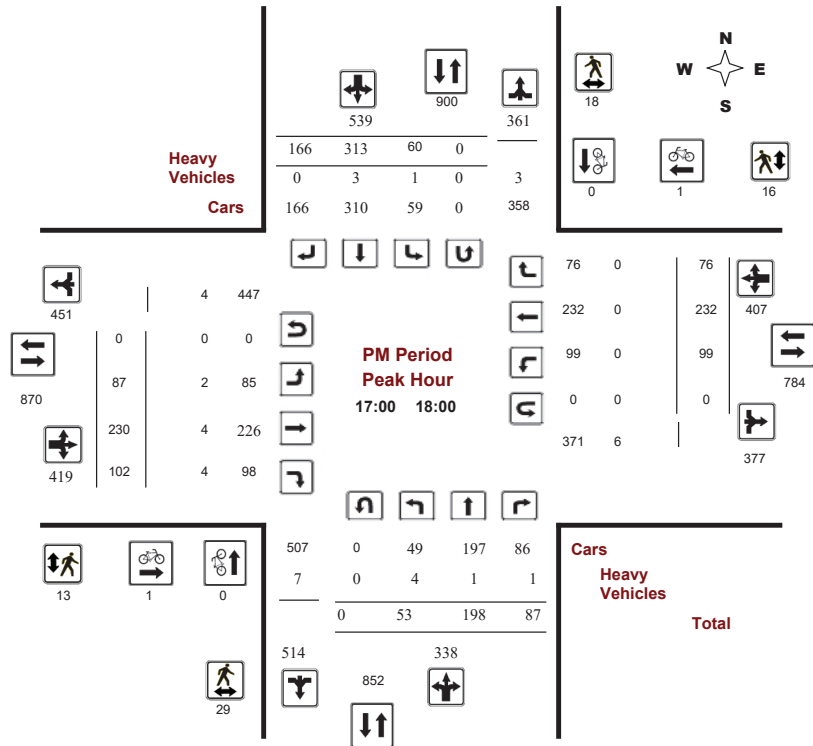 N
W E
S
900
18
539
361
166 313 60 0
Heavy
Vehicles
0 3 1 0 3
0 1 16
Cars
166 310 59 0 358
76 0 76
451
4 447
407
232 0 232
0 0 0
PM Period
Peak Hour
17:00 18:00
99 0 99
870
87 2 85
784
0 0 0
230 4 226
371 6
419
102 4 98
377
507 0 49 197 86
Cars
7 0 4 1 1
Heavy
Vehicles
13 1 0
0 53 198 87
Total
514 338
852
29